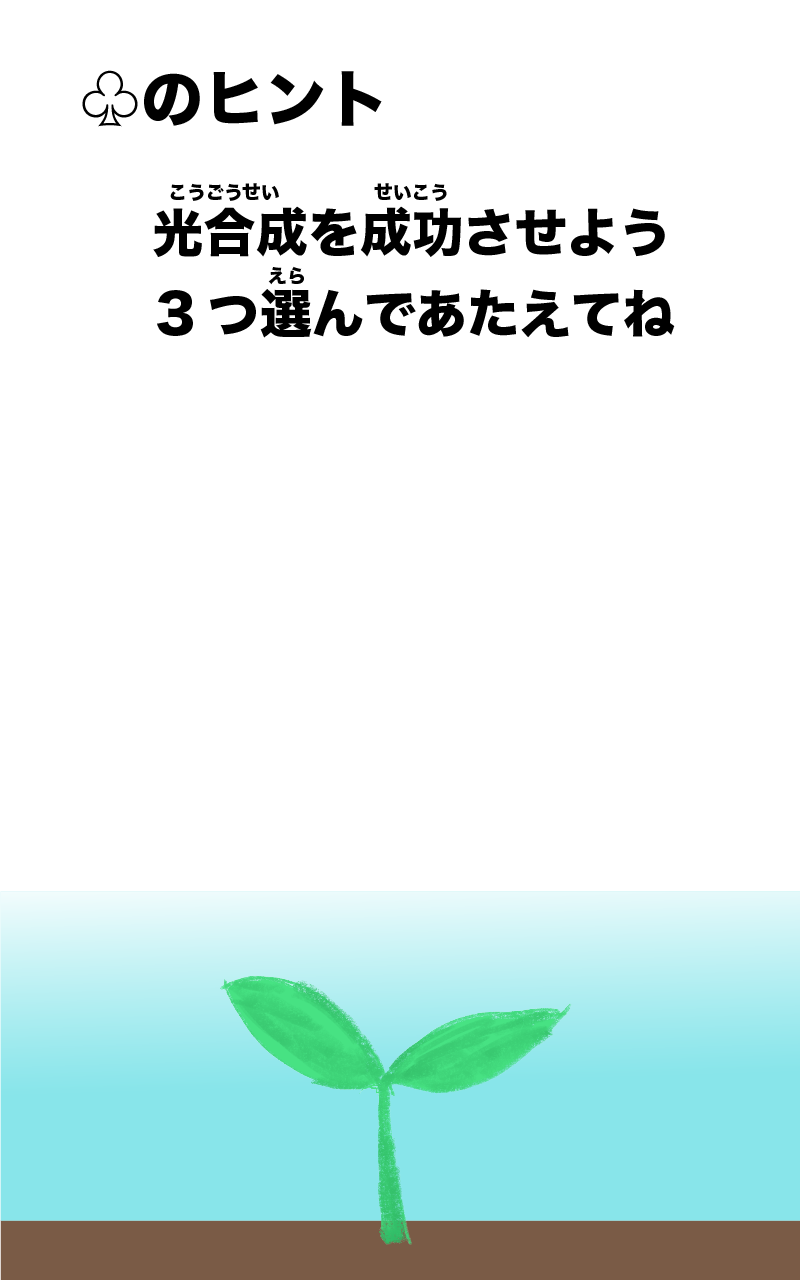 ♧のヒント
こうごうせい せいこう
光合成を成功させよう
えら
3つ選んであたえてね